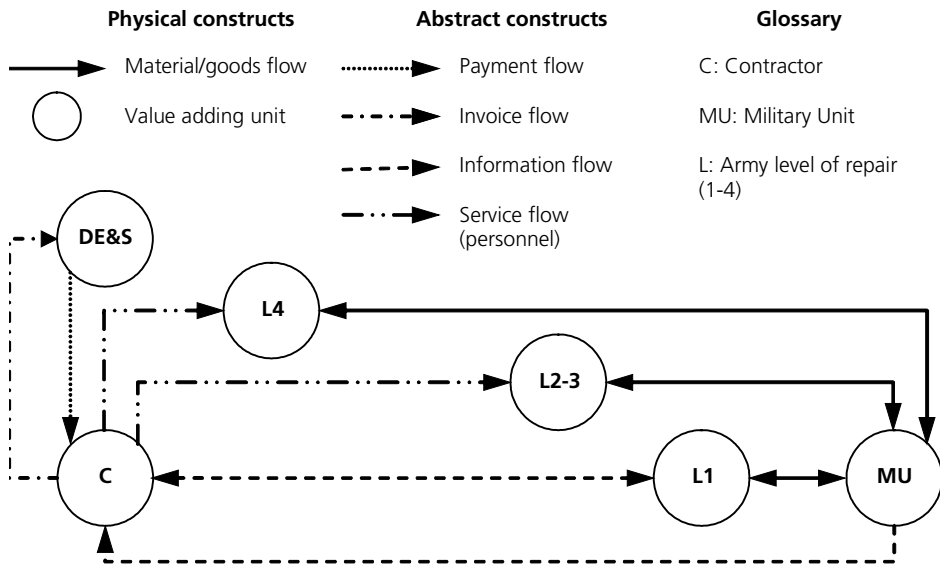 Physical constructs
Abstract constructs
Glossary
Material/goods flow
Payment flow
C: Contractor
Value adding unit
Invoice flow
MU: Military Unit
Information flow
L: Army level of repair
(1-4)
Service flow
(personnel)
DE&S
L4
L2-3
C
L1
MU